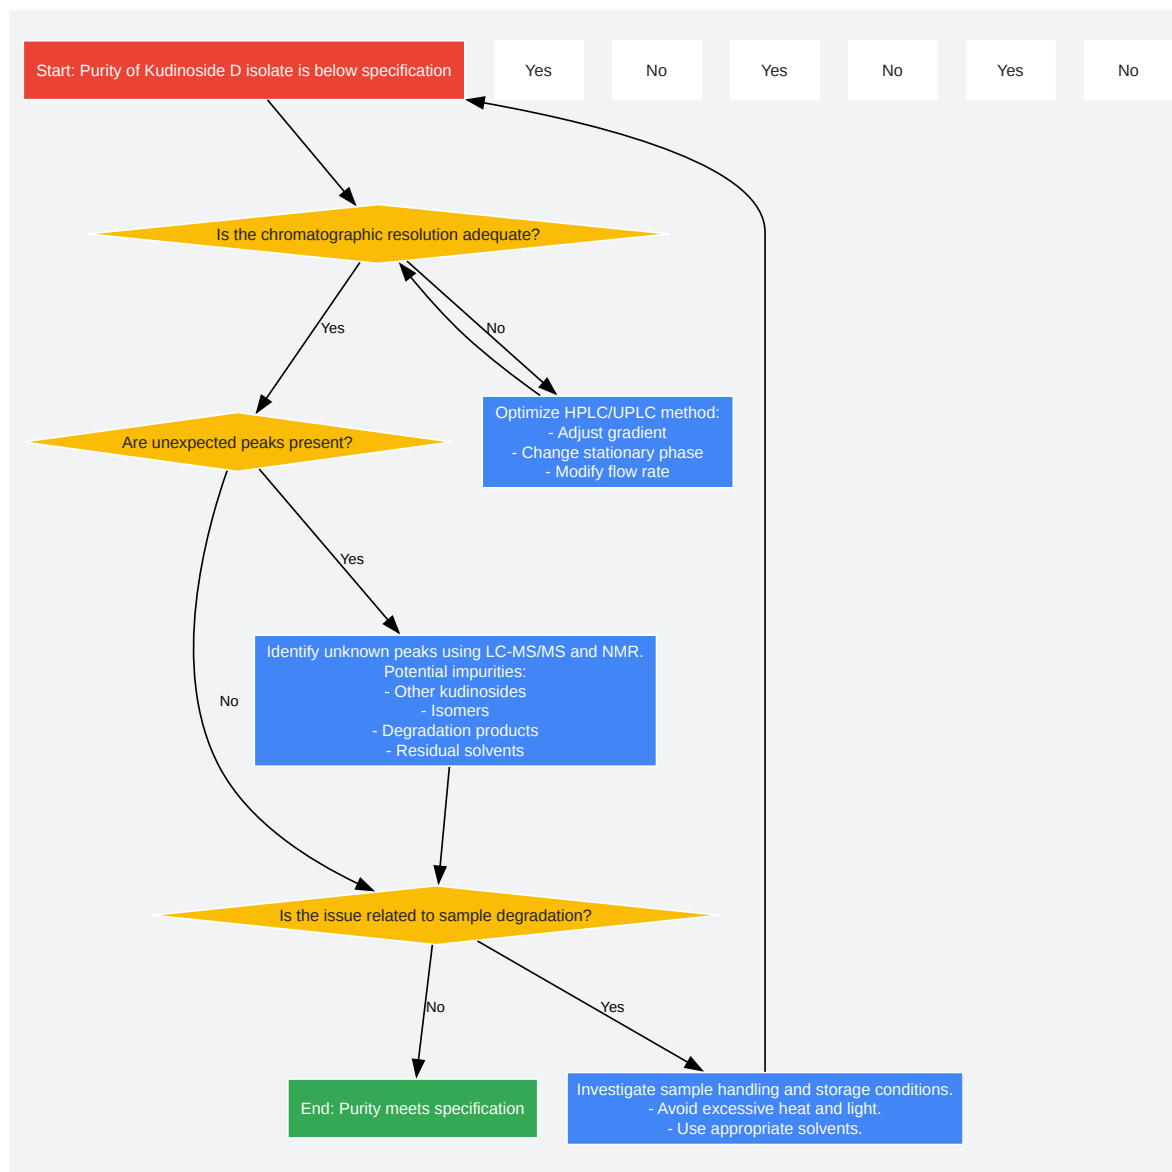 Start: Purity of Kudinoside D isolate is below specification
Yes
No
Yes
No
Yes
No
Is the chromatographic resolution adequate?
Yes
No
Optimize HPLC/UPLC method:
- Adjust gradient
- Change stationary phase
- Modify flow rate
Are unexpected peaks present?
Yes
No
Identify unknown peaks using LC-MS/MS and NMR.
Potential impurities:
- Other kudinosides
- Isomers
- Degradation products
- Residual solvents
Is the issue related to sample degradation?
No
Yes
End: Purity meets specification
Investigate sample handling and storage conditions.
- Avoid excessive heat and light.
- Use appropriate solvents.